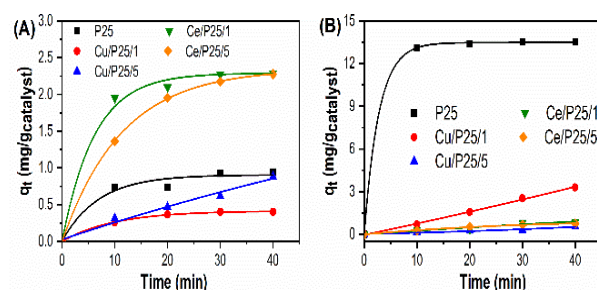 (A)
P25
Ce/P25/1
Cu/P25/1
Ce/P25/5
Cu/P25/5
3.0
2.5
2.0
1.5
1.0
0.5
0.0
qt (mg/gcatalyst)
0 10 20 30 40
Time (min)
(B)
15
12
9
6
3
0
qt (mg/gcatalyst)
P25
Ce/P25/1
Cu/P25/1
Ce/P25/5
Cu/P25/5
0 10 20 30 40
Time (min)